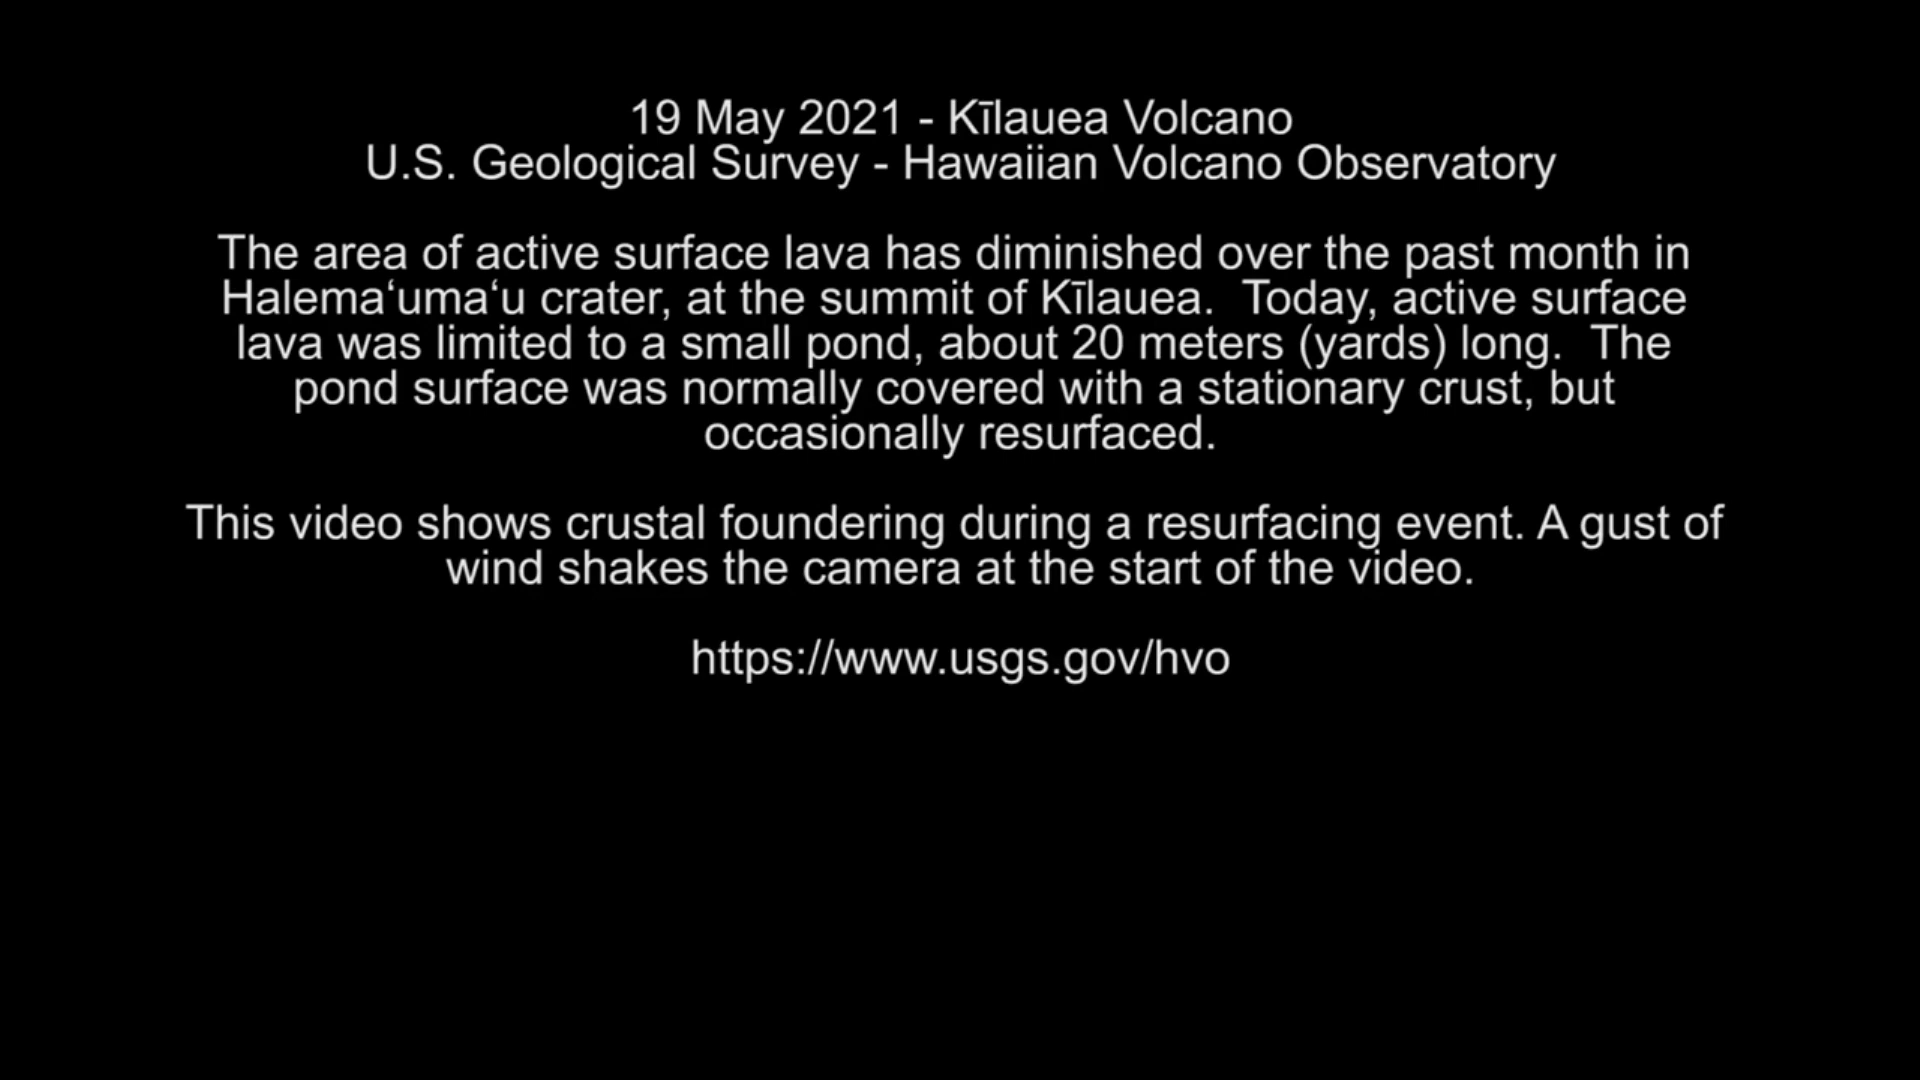 19 May 2021 - Kīlauea Volcano
U.S. Geological Survey - Hawaiian Volcano Observatory
The area of active surface lava has diminished over the past month in
Halemaʻumaʻu crater, at the summit of Kīlauea.  Today, active surface
lava was limited to a small pond, about 20 meters (yards) long.  The
pond surface was normally covered with a stationary crust, but
occasionally resurfaced.
This video shows crustal foundering during a resurfacing event. A gust of
wind shakes the camera at the start of the video.
https://www.usgs.gov/hvo